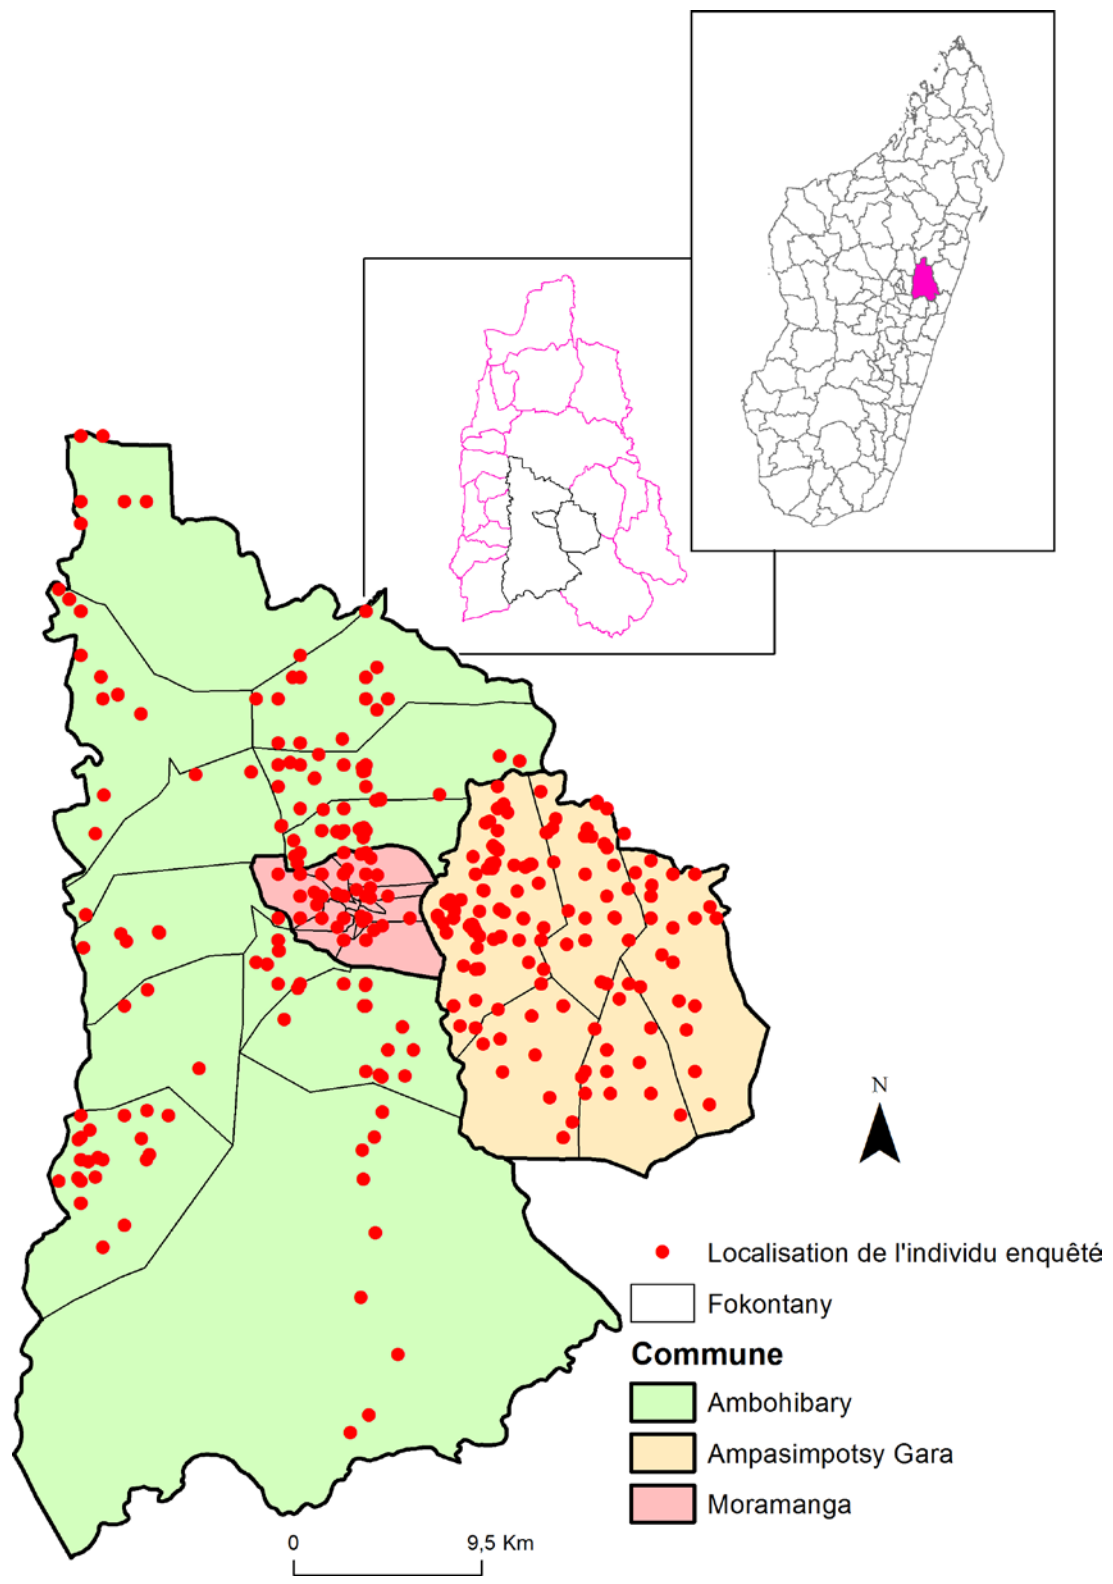 N
Localisation de l'individu enquêté
Fokontany
Commune
Ambohibary
Ampasimpotsy Gara
Moramanga
0 9,5 Km